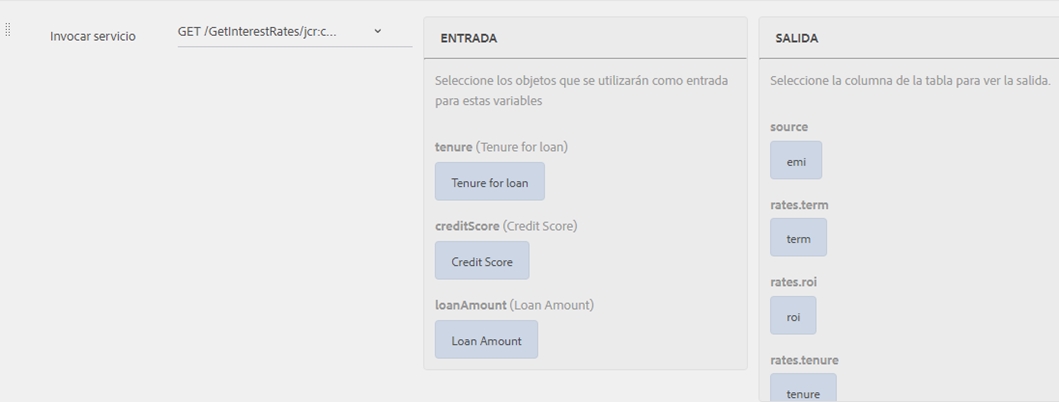 Invocar servicio
GET /GetInterestRates/jcr:c...
ENTRADA
Seleccione los objetos que se utilizarán como entrada
para estas variables
tenure (Tenure for loan)
Tenure for loan
creditScore (Credit Score)
Credit Score
loanAmount (Loan Amount)
Loan Amount
SALIDA
Seleccione la columna de la tabla para ver la salida.
source
emi
rates.term
term
rates.roi
roi
rates.tenure
tenure